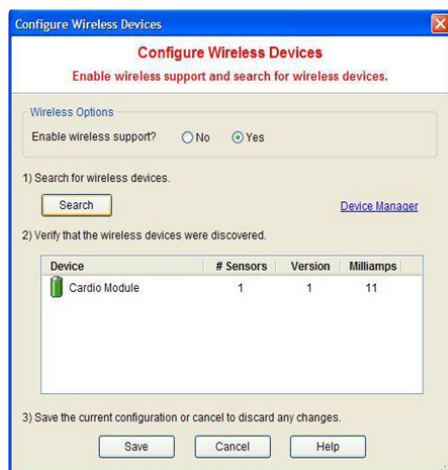 Configure Wireless Devices
Configure Wireless Devices
Enable wireless support and search for wireless devices.
Wireless Options
Enable wireless support? No Yes
1) Search for wireless devices.
Search Device Manager
2) Verify that the wireless devices were discovered.
Device # Sensors Version Milliamps
Cardio Module 1 1 11
3) Save the current configuration or cancel to discard any changes.
Save Cancel Help